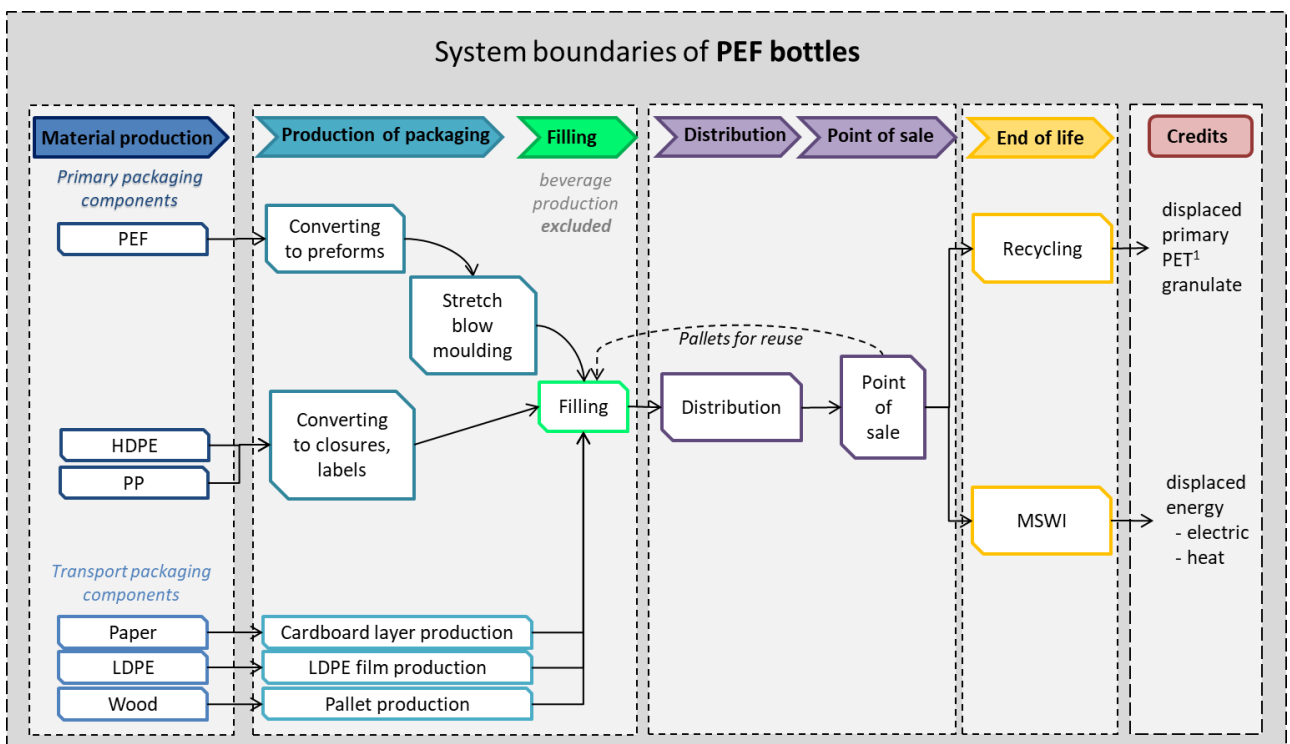 System boundaries of PEF bottles
Material production
Production of packaging
Filling
Distribution
Point of sale
End of life
Credits
Primary packaging
components
beverage
production
excluded
PEF
Converting
to preforms
Stretch
blow
moulding
HDPE
PP
Converting
to closures,
labels
Filling
Pallets for reuse
Distribution
Point
of
sale
Recycling
displaced
primary
PET¹
granulate
MSWI
displaced
energy
- electric
- heat
Transport packaging
components
Paper
Cardboard layer production
LDPE
LDPE film production
Wood
Pallet production